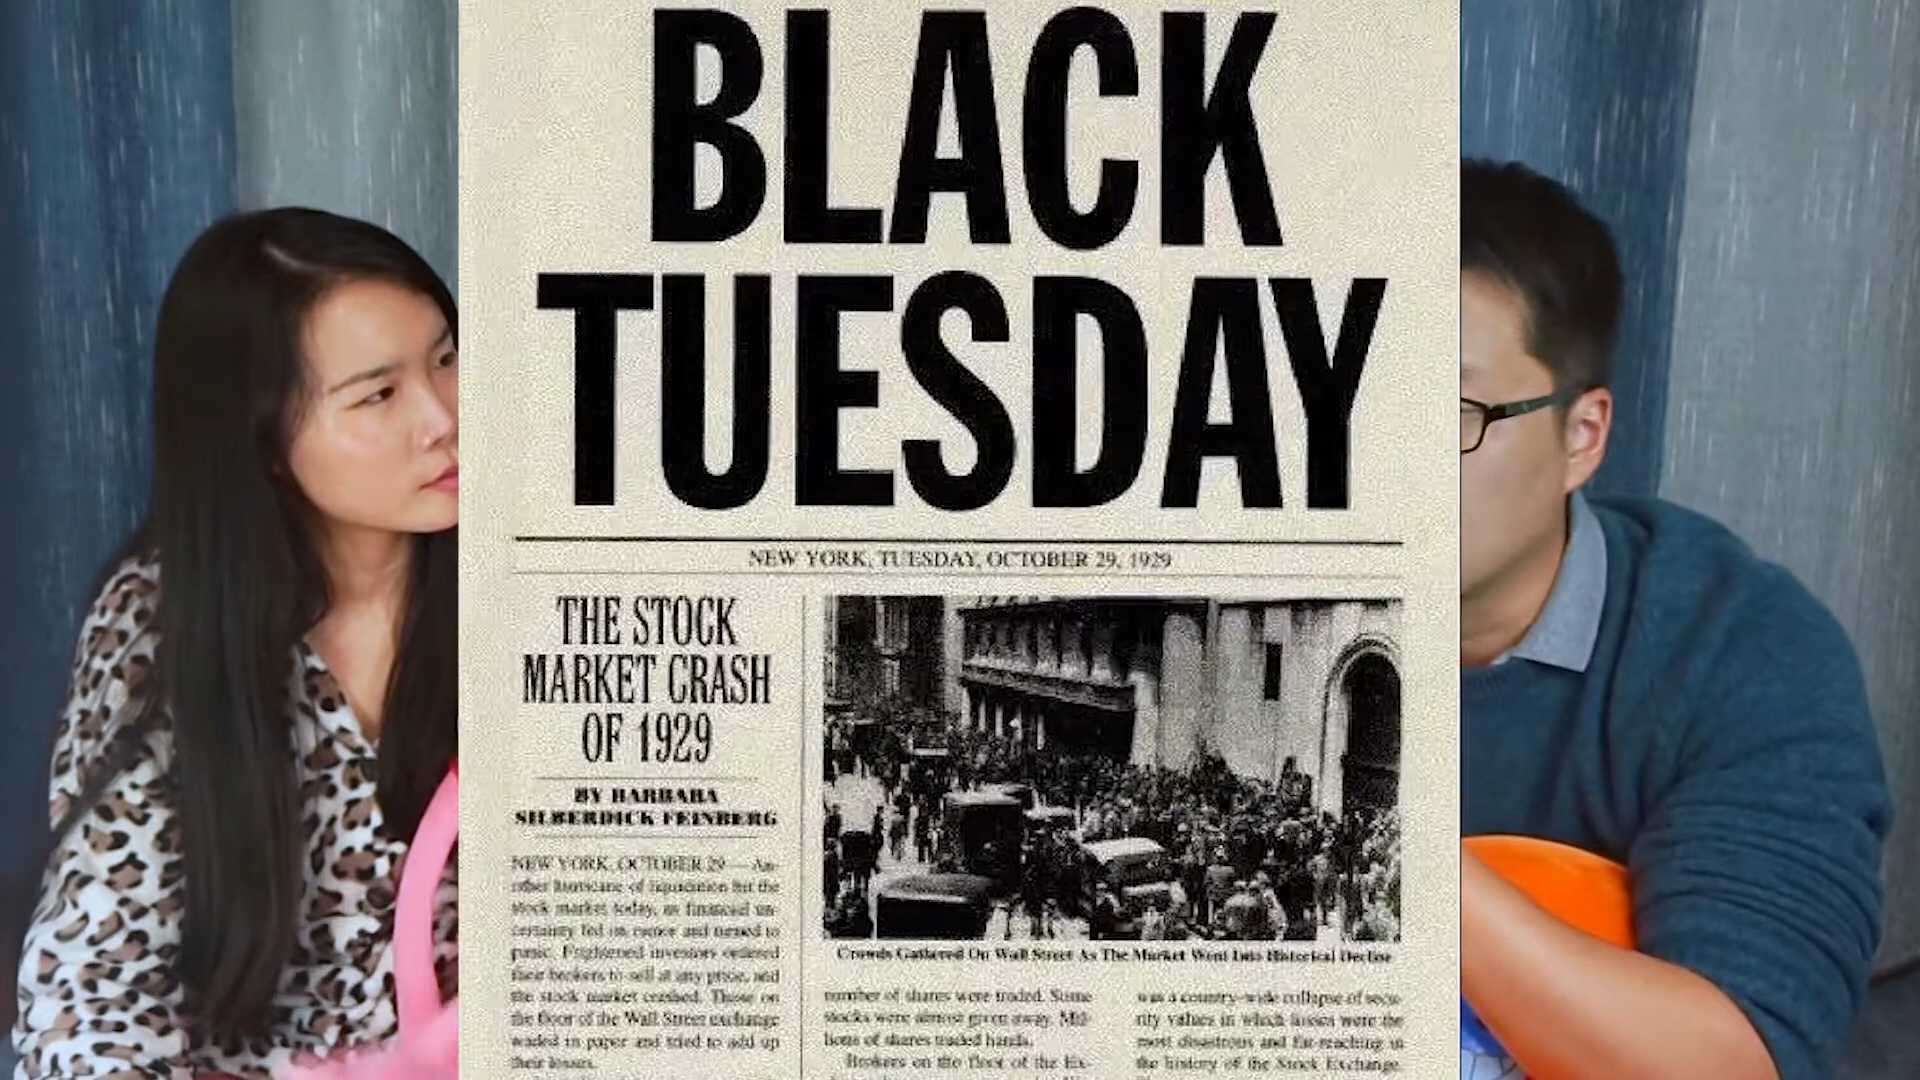 BLACK
TUESDAY
NEW YORK, TUESDAY, OCTOBER 29, 1929
THE STOCK
MARKET CRASH
OF 1929
BY BARBARA
SILBERDICK FEINBERG
NEW YORK, OCTOBER 29 — An-
other hurricane of liquidation hit the
stock market today, as financial un-
certainty fed on rumor and turned to
panic. Frightened investors ordered
their brokers to sell at any price, and
the stock market crashed. Those on
the floor of the Wall Street exchange
waded in paper and tried to add up
their losses.
Crowds Gathered On Wall Street As The Market Went Into Historical Decline
number of shares were traded. Some
stocks were almost given away. Mil-
lions of shares traded hands.
Brokers on the floor of the Ex-
was a country-wide collapse of secu-
rity values in which losses were the
most disastrous and far-reaching in
the history of the Stock Exchange.